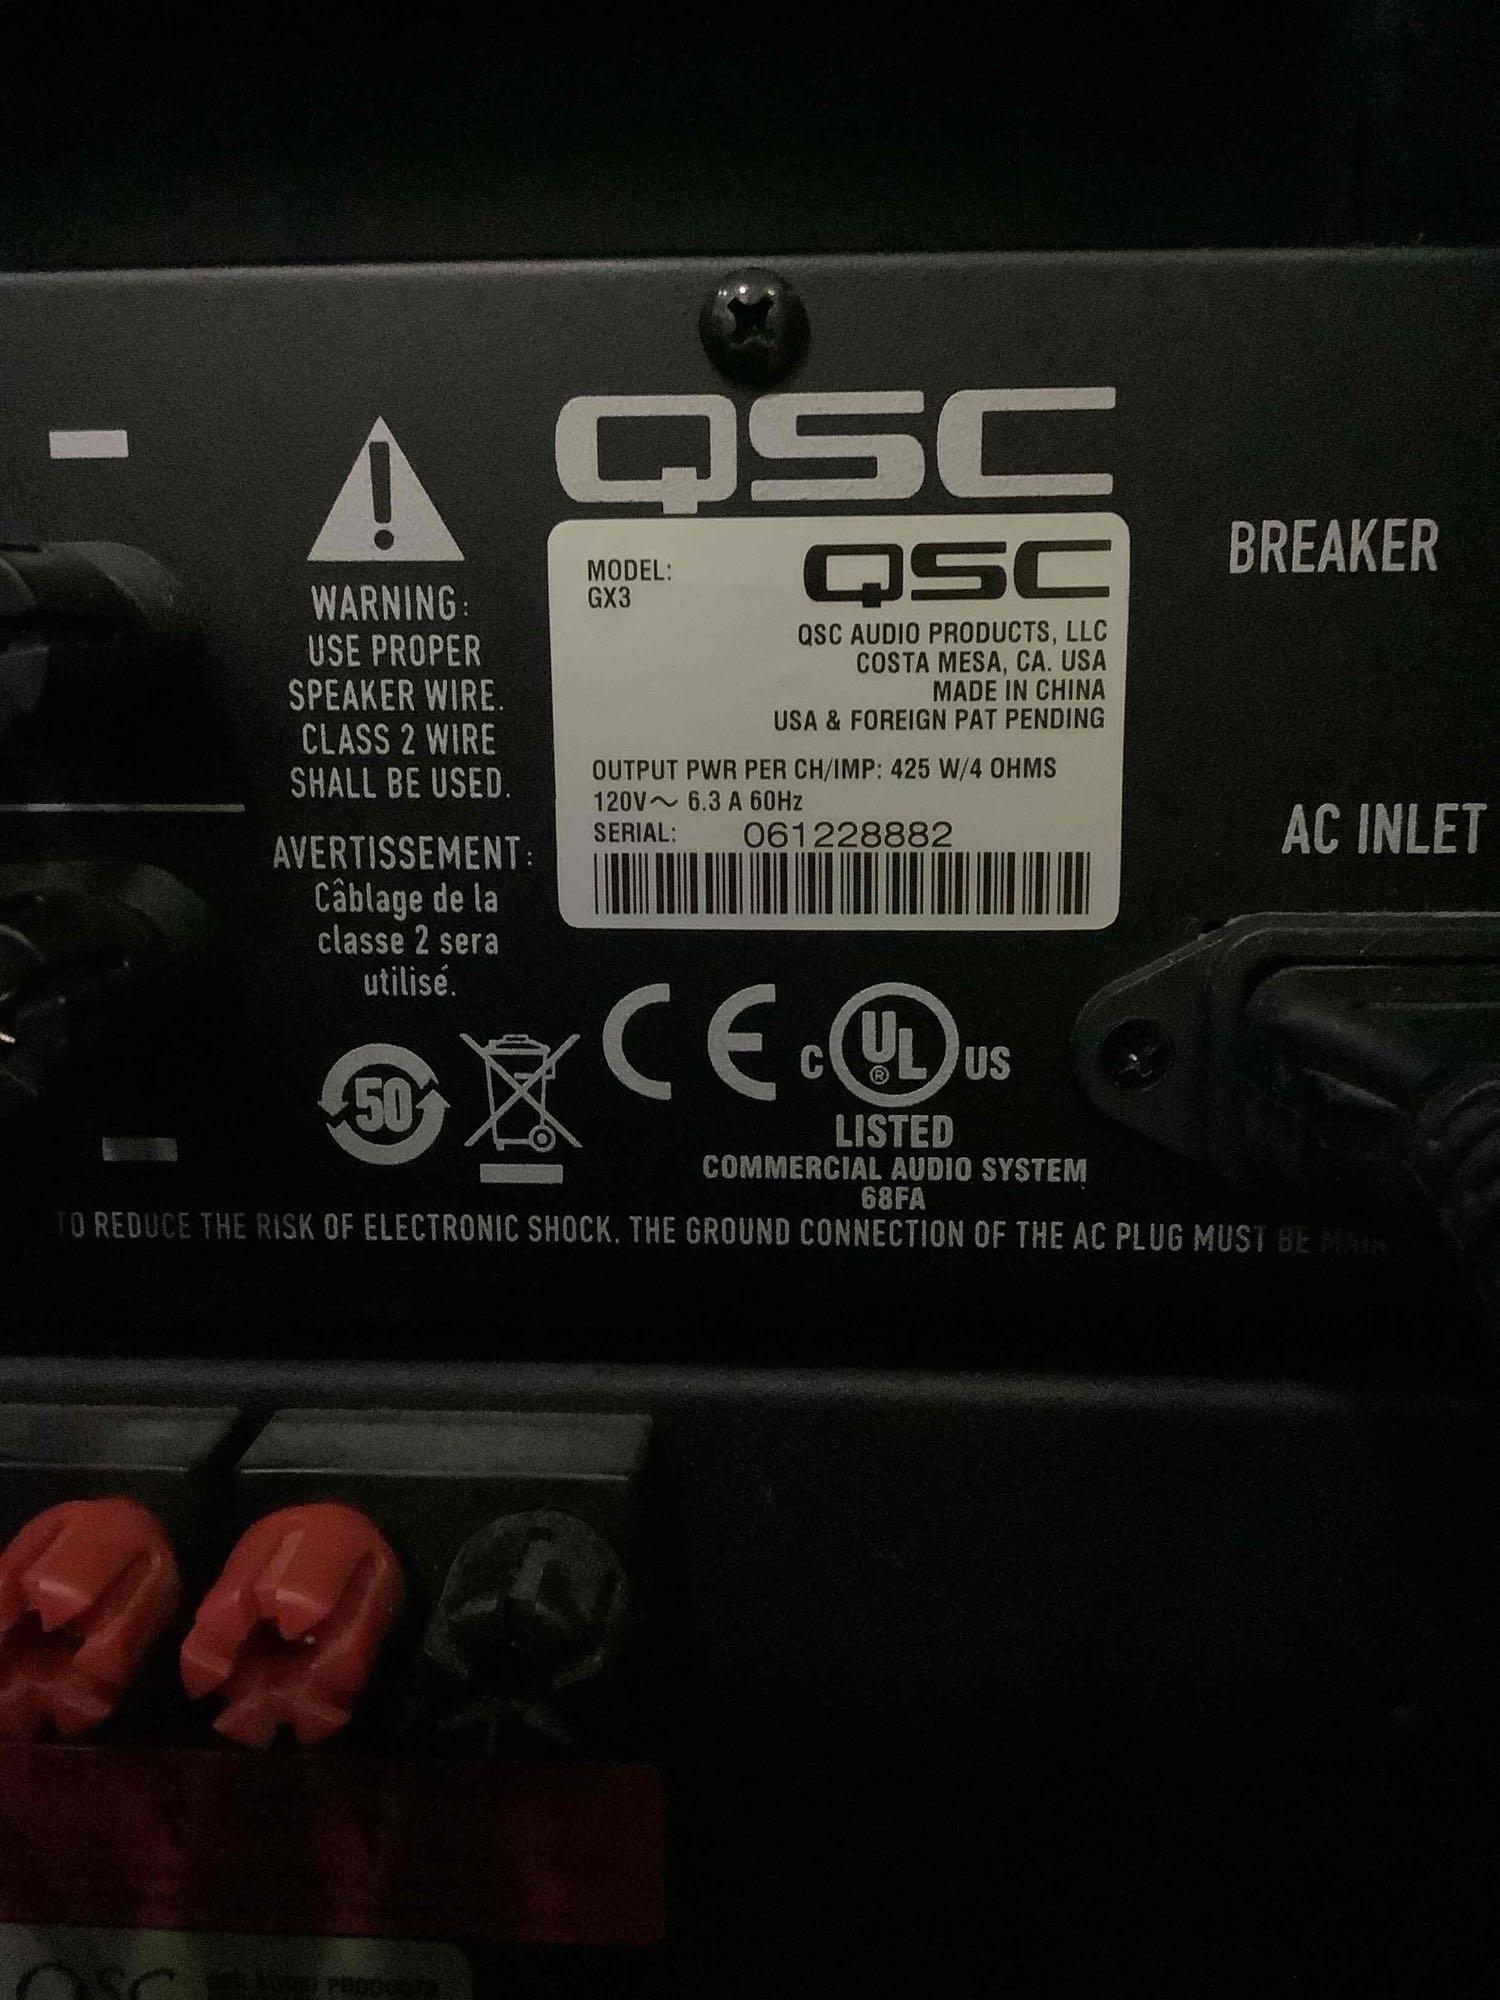 QSC
WARNING:
USE PROPER
SPEAKER WIRE.
CLASS 2 WIRE
SHALL BE USED.
AVERTISSEMENT:
Câblage de la
classe 2 sera
utilisé.
MODEL:
GX3
QSC
QSC AUDIO PRODUCTS, LLC
COSTA MESA, CA. USA
MADE IN CHINA
USA & FOREIGN PAT PENDING
OUTPUT PWR PER CH/IMP: 425 W/4 OHMS
120V～ 6.3 A 60Hz
SERIAL: 061228882
BREAKER
AC INLET
50
CE
C UL® US
LISTED
COMMERCIAL AUDIO SYSTEM
68FA
TO REDUCE THE RISK OF ELECTRONIC SHOCK. THE GROUND CONNECTION OF THE AC PLUG MUST BE
QSC AUDIO PRODUCTS